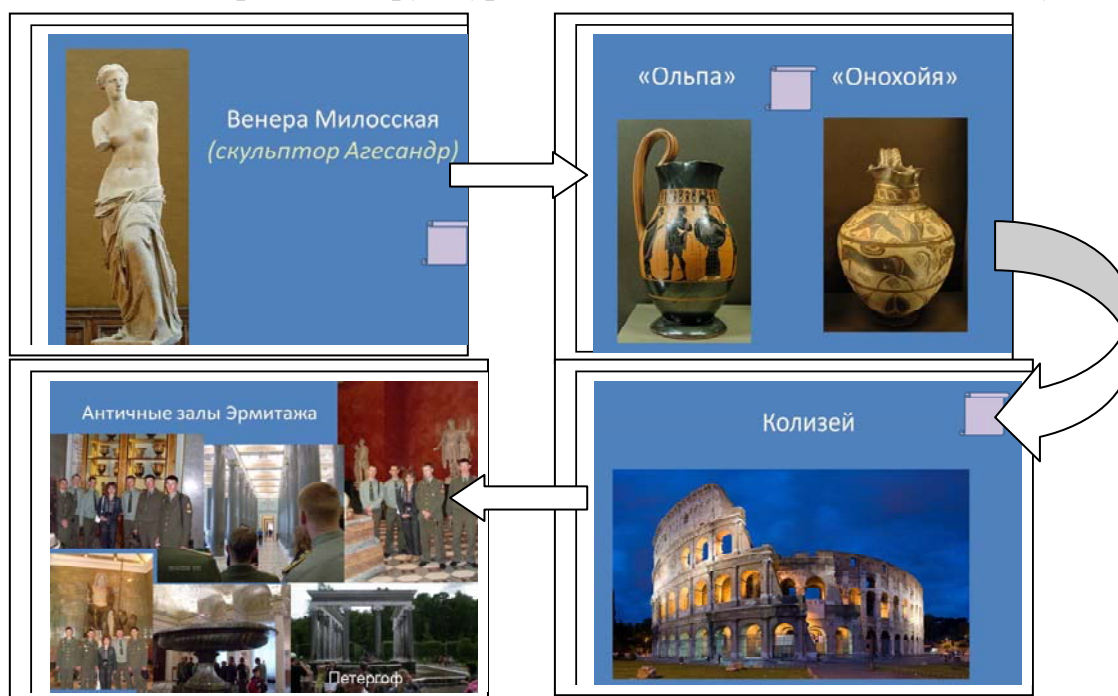 Венера Милосская
(скульптор Агесандр)
«Ольпа» «Онохойя»
Колизей
Античные залы Эрмитажа
Петергоф